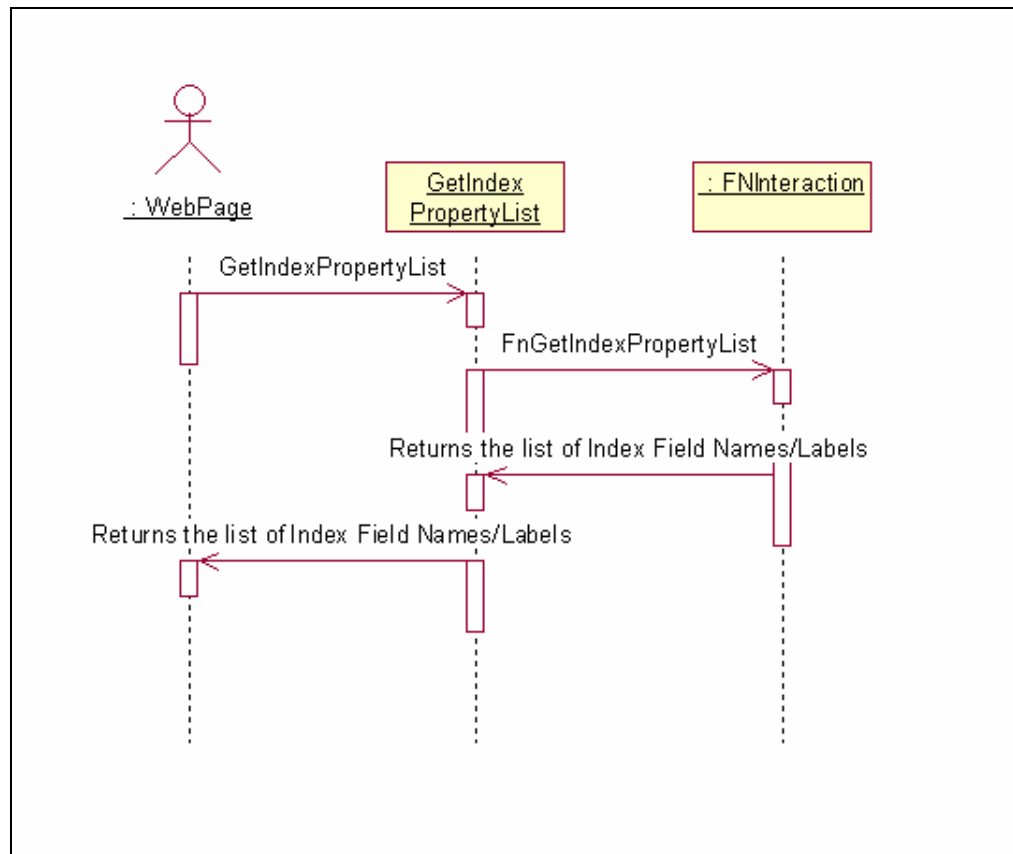 : WebPage
GetIndex
PropertyList
: FNInteraction
GetIndexPropertyList
FnGetIndexPropertyList
Returns the list of Index Field Names/Labels
Returns the list of Index Field Names/Labels